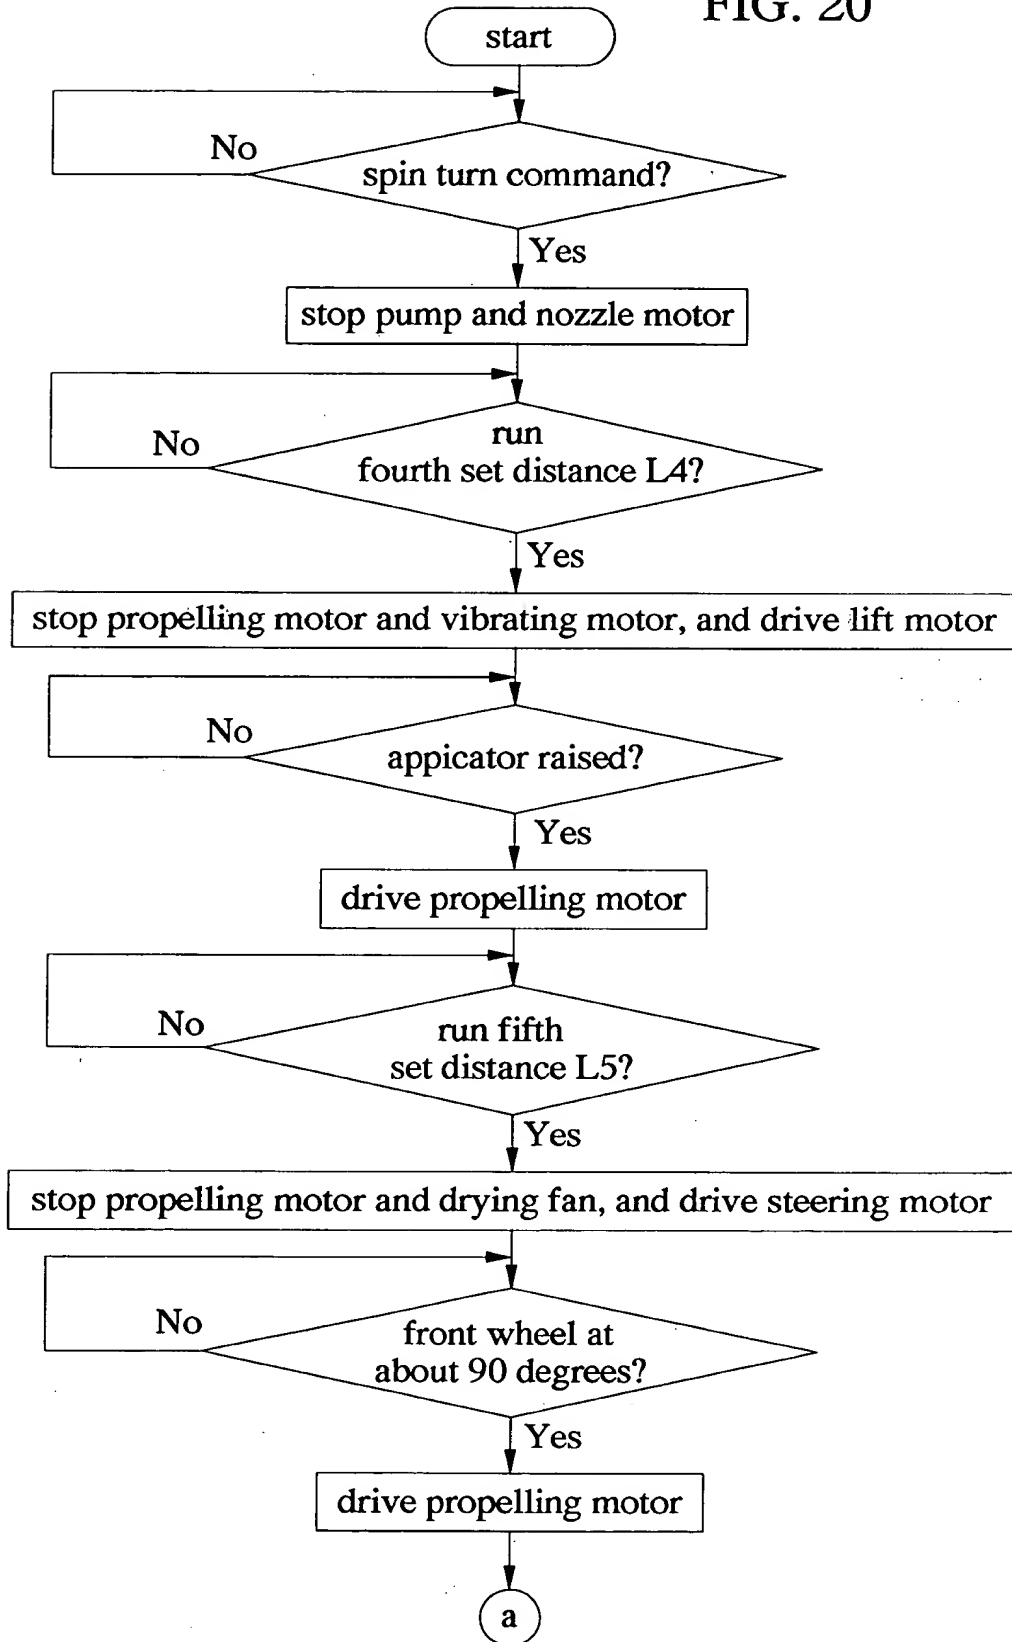 FIG. 20
start
No
spin turn command?
Yes
stop pump and nozzle motor
No
run
fourth set distance L4?
Yes
stop propelling motor and vibrating motor, and drive lift motor
No
appicator raised?
Yes
drive propelling motor
No
run fifth
set distance L5?
Yes
stop propelling motor and drying fan, and drive steering motor
No
front wheel at
about 90 degrees?
Yes
drive propelling motor
a